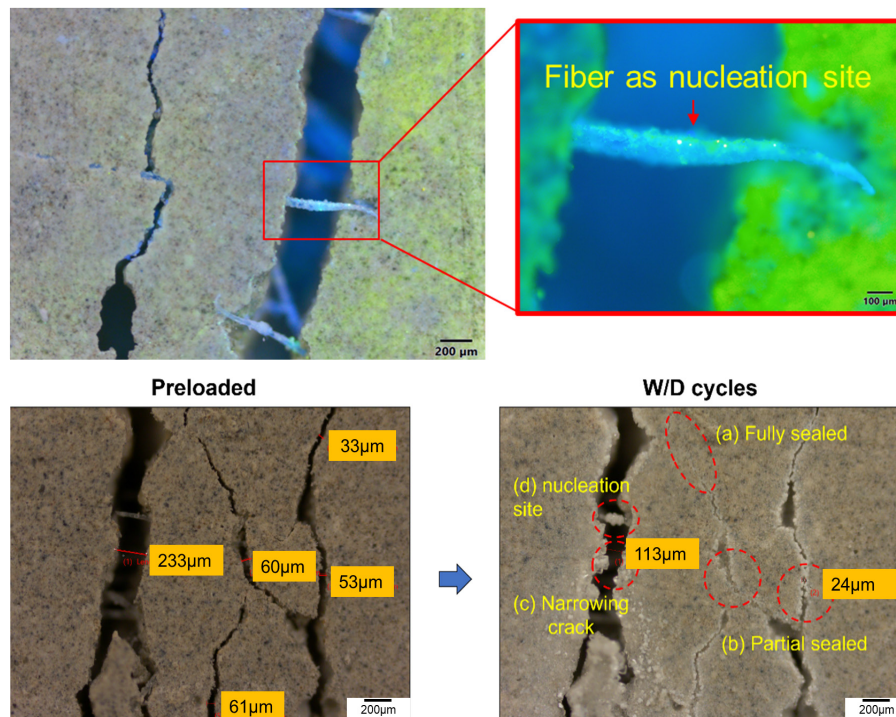 Fiber as nucleation site
200 µm
100 µm
Preloaded
W/D cycles
33µm
233µm
60µm
53µm
61µm
200µm
(a) Fully sealed
(d) nucleation
site
113µm
24µm
(c) Narrowing
crack
(b) Partial sealed
200µm